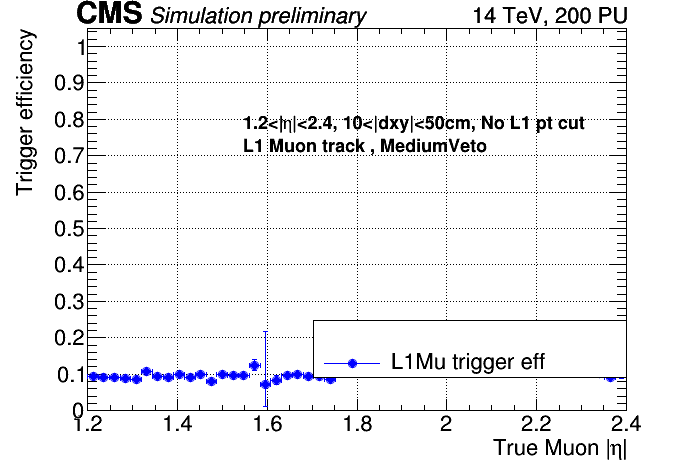 CMS Simulation preliminary 14 TeV, 200 PU
Trigger efficiency
1
0.9
0.8
0.7
0.6
0.5
0.4
0.3
0.2
0.1
0
1.2<|η|<2.4, 10<|dxy|<50cm, No L1 pt cut
L1 Muon track , MediumVeto
L1Mu trigger eff
1.2 1.4 1.6 1.8 2 2.2 2.4
True Muon |η|